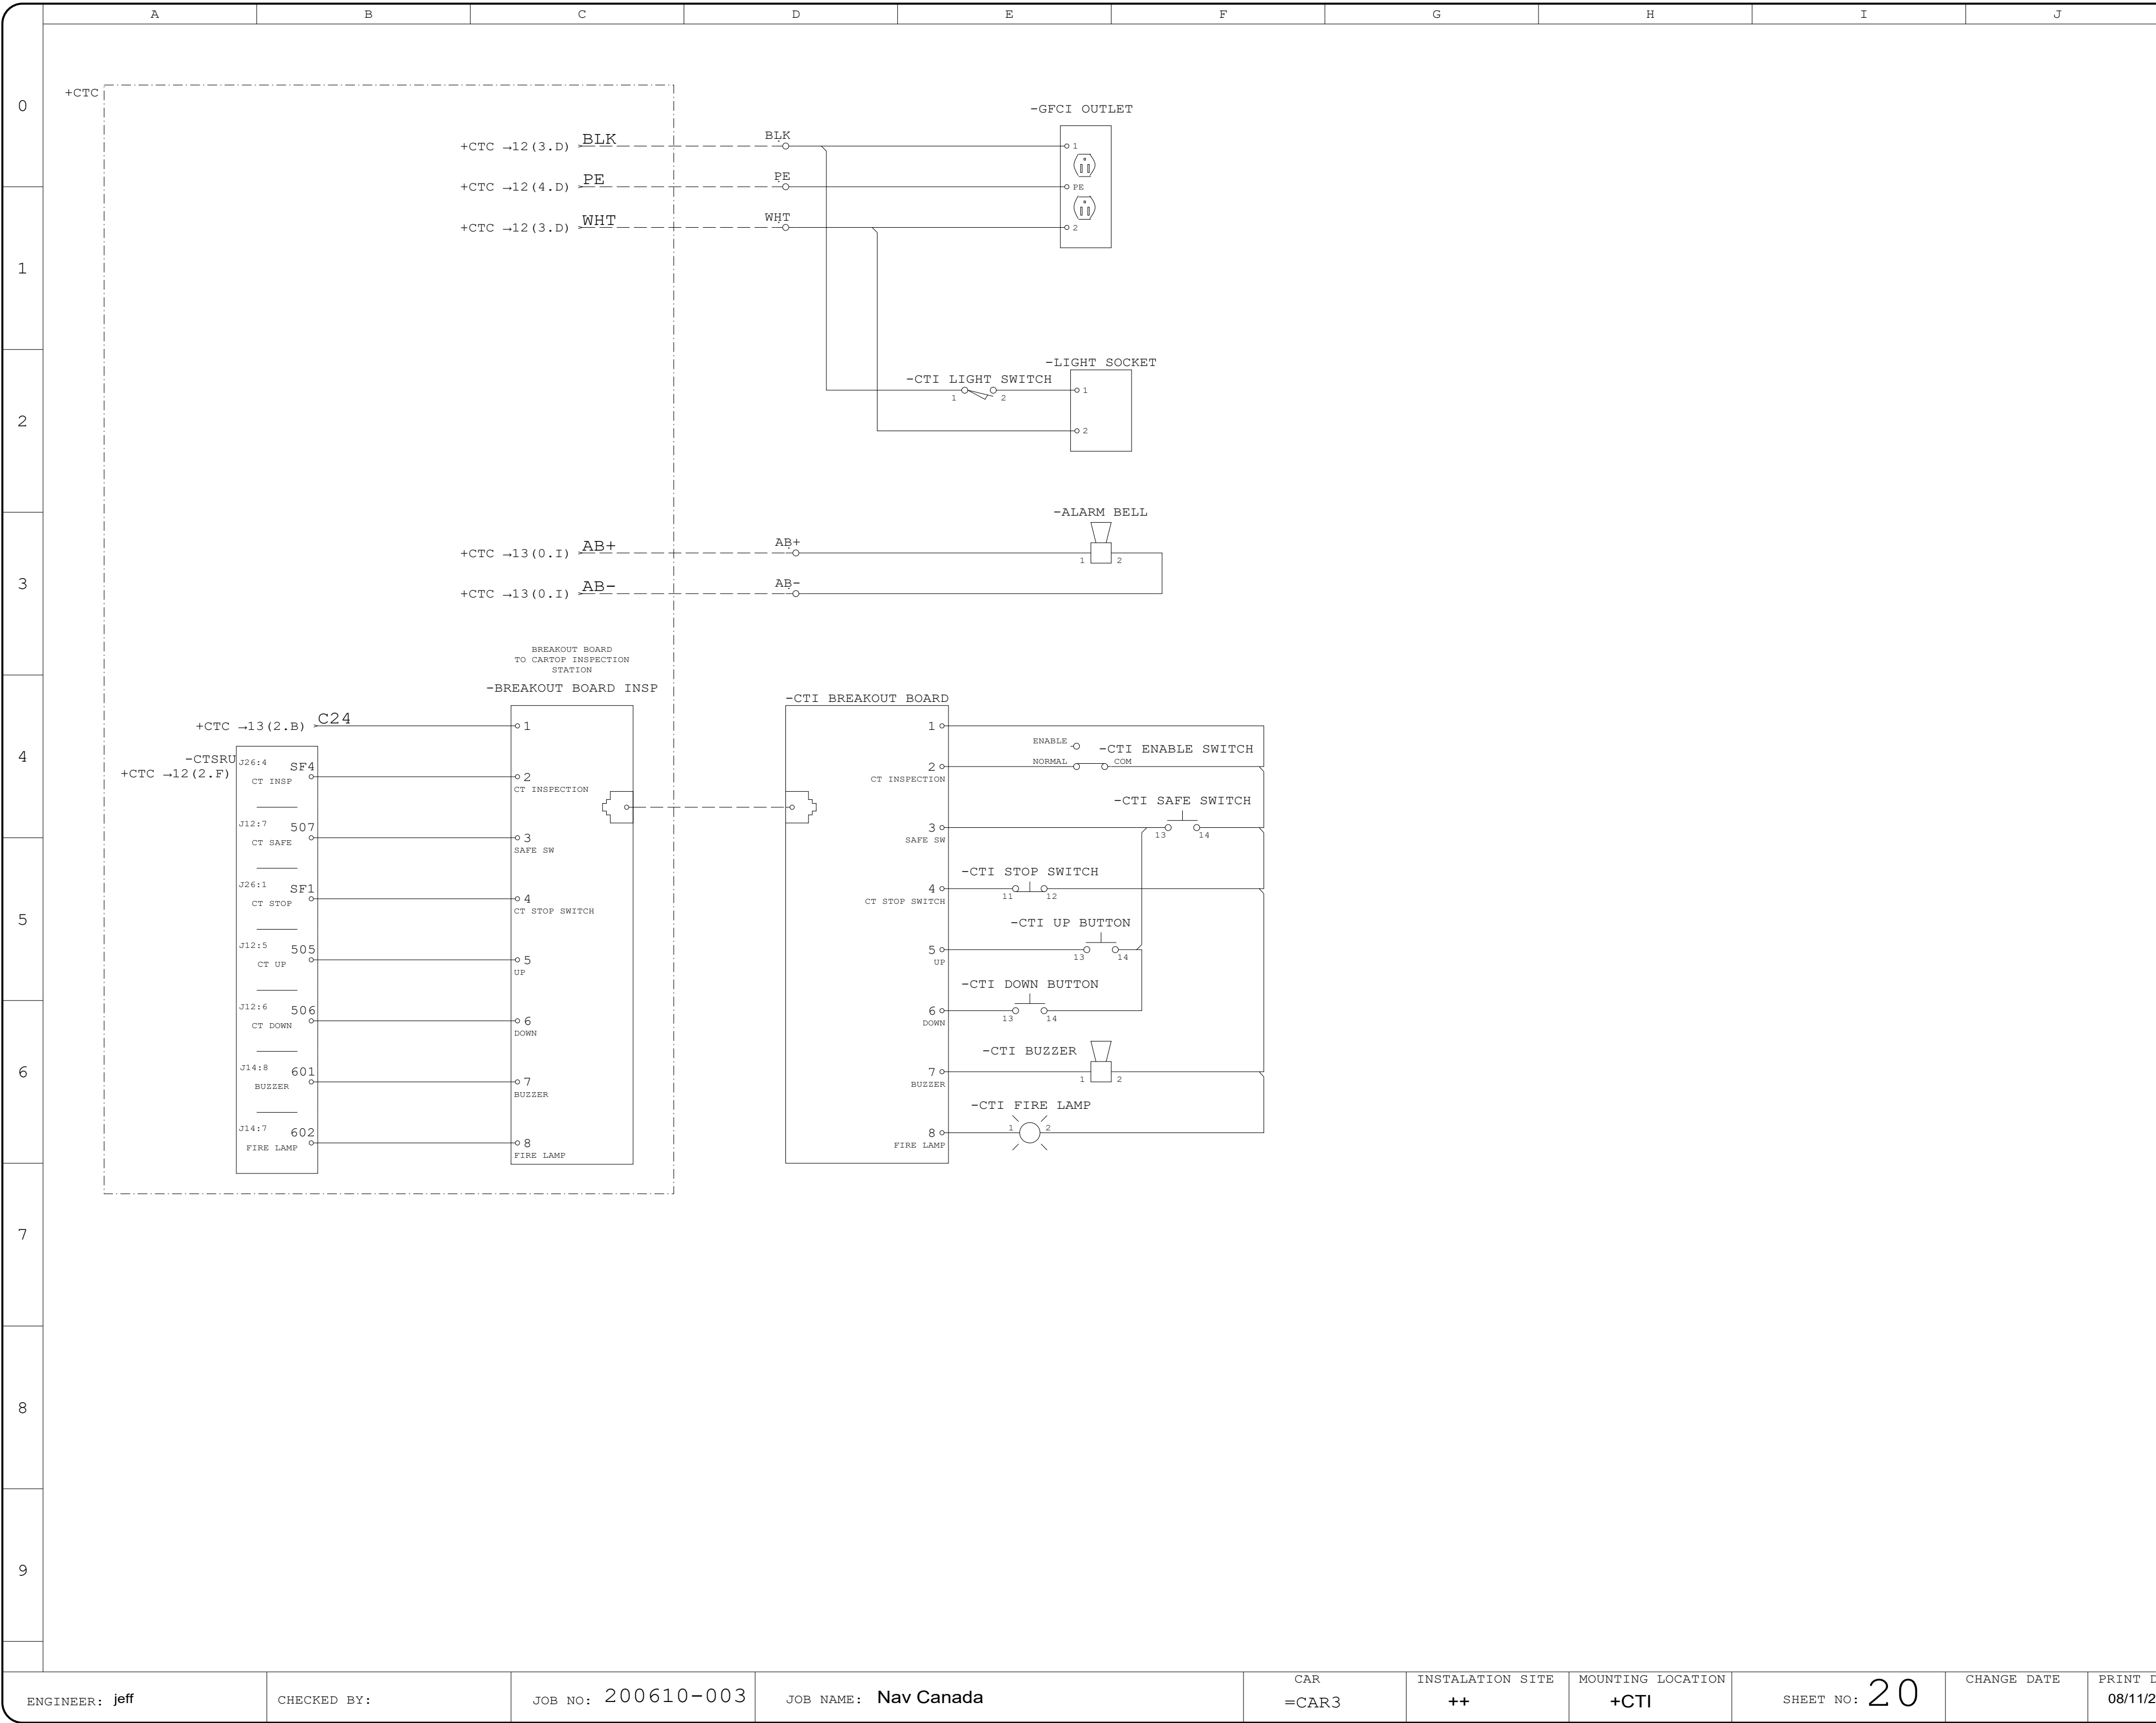 A B C D E F G H I J
0
1
2
3
4
5
6
7
8
9
+CTC
-GFCI OUTLET
+CTC →12(3.D) BLK BLK 1
+CTC →12(4.D) PE PE PE
+CTC →12(3.D) WHT WHT 2
-LIGHT SOCKET
-CTI LIGHT SWITCH
1 2 1
2
-ALARM BELL
+CTC →13(0.I) AB+ AB+ 1 2
+CTC →13(0.I) AB- AB-
BREAKOUT BOARD
TO CARTOP INSPECTION
STATION
-BREAKOUT BOARD INSP
+CTC →13(2.B) C24 1
-CTSRU
+CTC →12(2.F)
J26:4 SF4
CT INSP
2
CT INSPECTION
J12:7 507
CT SAFE
3
SAFE SW
J26:1 SF1
CT STOP
4
CT STOP SWITCH
J12:5 505
CT UP
5
UP
J12:6 506
CT DOWN
6
DOWN
J14:8 601
BUZZER
7
BUZZER
J14:7 602
FIRE LAMP
8
FIRE LAMP
-CTI BREAKOUT BOARD
1
ENABLE -CTI ENABLE SWITCH
2 NORMAL COM
CT INSPECTION
-CTI SAFE SWITCH
3
SAFE SW
13 14
-CTI STOP SWITCH
4
CT STOP SWITCH
11 12
-CTI UP BUTTON
5
UP
13 14
-CTI DOWN BUTTON
6
DOWN
13 14
-CTI BUZZER
7
BUZZER
1 2
-CTI FIRE LAMP
8
FIRE LAMP
1 2
ENGINEER: jeff
CHECKED BY:
JOB NO: 200610-003
JOB NAME: Nav Canada
CAR
=CAR3
INSTALATION SITE
++
MOUNTING LOCATION
+CTI
SHEET NO: 20
CHANGE DATE
PRINT D
08/11/2